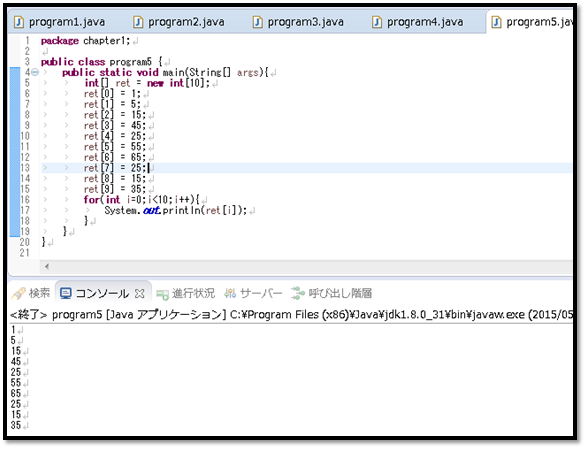 program1.java program2.java program3.java program4.java program5.java
1 package chapter1;
2
3 public class program5 {
4 public static void main(String[] args){
5 int[] ret = new int[10];
6 ret[0] = 1;
7 ret[1] = 5;
8 ret[2] = 15;
9 ret[3] = 45;
10 ret[4] = 25;
11 ret[5] = 55;
12 ret[6] = 65;
13 ret[7] = 25;
14 ret[8] = 15;
15 ret[9] = 35;
16 for(int i=0;i<10;i++){
17 System.out.println(ret[i]);
18 }
19 }
20 }
21
検索 コンソール 進行状況 サーバー 呼び出し階層
<終了> program5 [Java アプリケーション] C:¥Program Files (x86)¥Java¥jdk1.8.0_31¥bin¥javaw.exe (2015/05
1
5
15
45
25
55
65
25
15
35